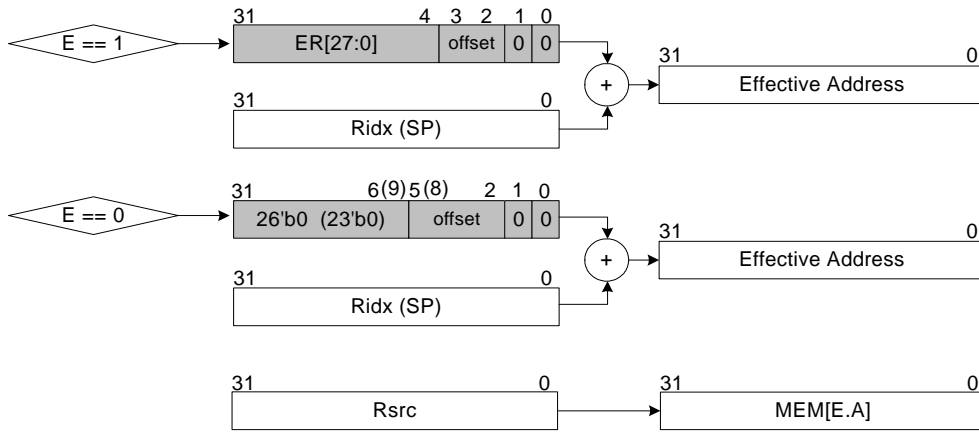 31 4 3 2 1 0
E == 1 ER[27:0] offset 0 0
31 0
+ Effective Address
31 0
Ridx (SP)
31 6(9) 5(8) 2 1 0
E == 0 26'b0 (23'b0) offset 0 0
31 0
+ Effective Address
31 0
Ridx (SP)
31 0 31 0
Rsrc MEM[E.A]